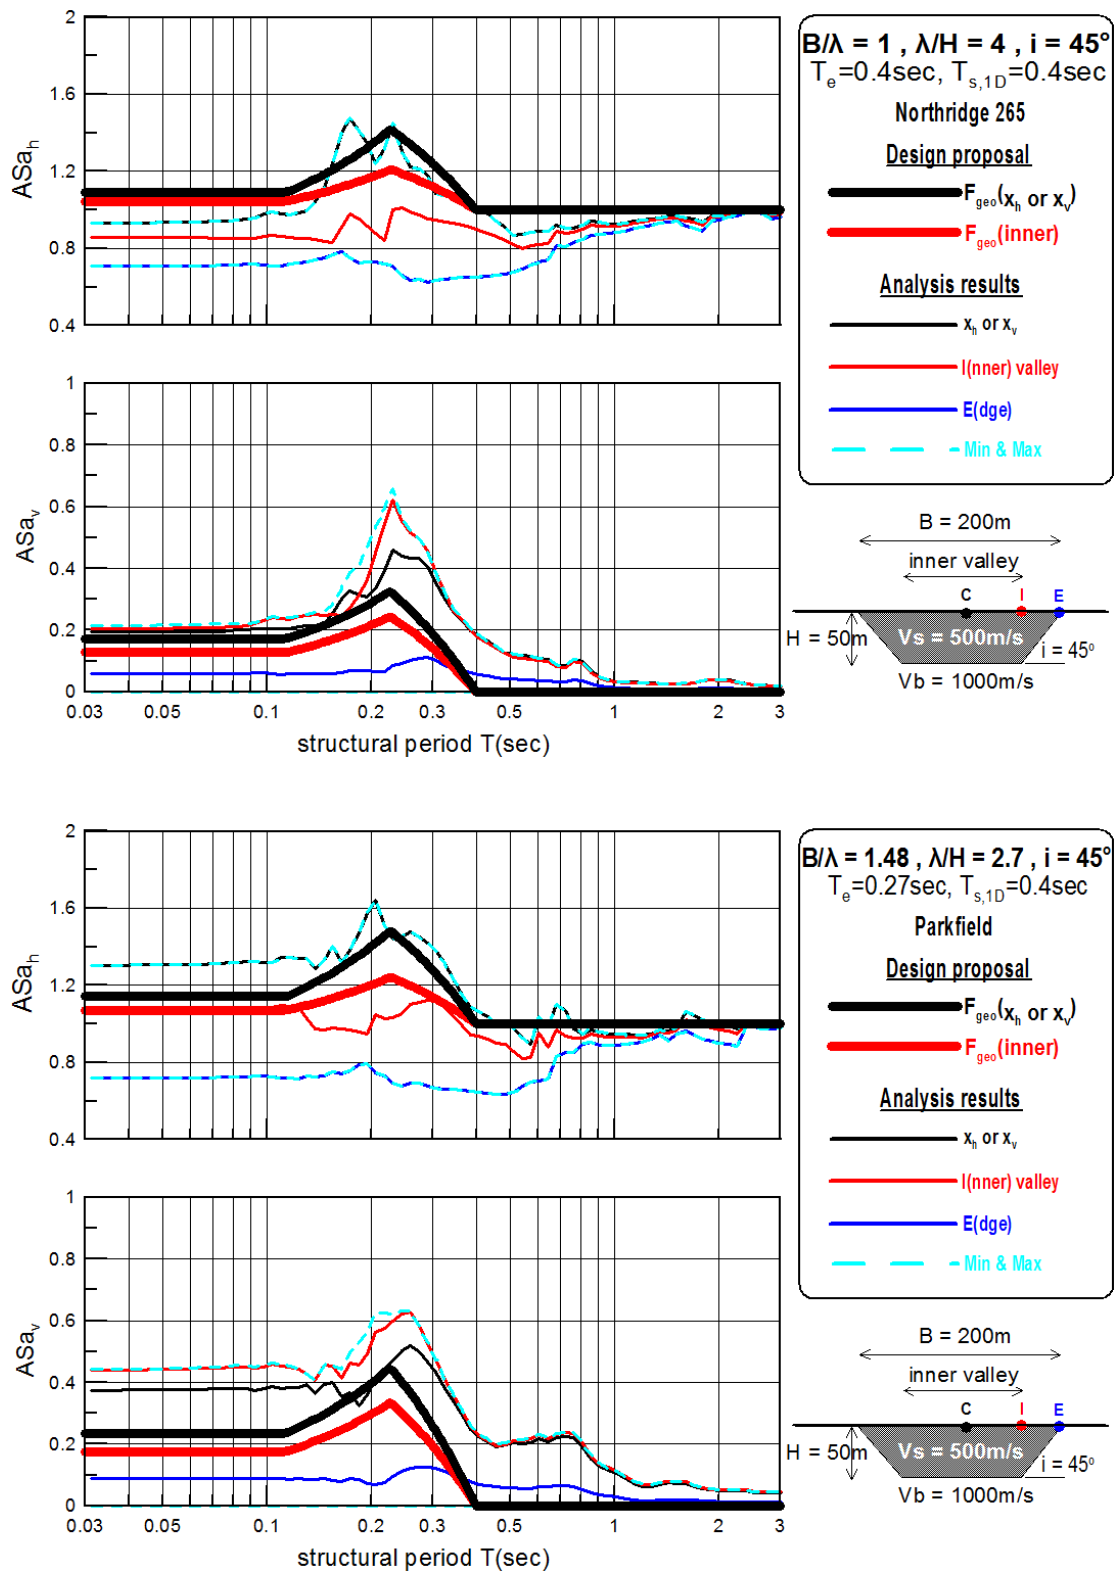 2
1.6
1.2
0.8
0.4
ASa_h
B/λ = 1 , λ/H = 4 , i = 45°
T_e=0.4sec, T_s,1D=0.4sec
Northridge 265
Design proposal
F_geo(x_h or x_v)
F_geo(inner)
Analysis results
x_h or x_v
I(nner) valley
E(dge)
Min & Max
1
0.8
0.6
0.4
0.2
0
ASa_v
0.03 0.05 0.1 0.2 0.3 0.5 1 2 3
structural period T(sec)
B = 200m
inner valley
C I E
H = 50m
Vs = 500m/s
i = 45°
Vb = 1000m/s
2
1.6
1.2
0.8
0.4
ASa_h
B/λ = 1.48 , λ/H = 2.7 , i = 45°
T_e=0.27sec, T_s,1D=0.4sec
Parkfield
Design proposal
F_geo(x_h or x_v)
F_geo(inner)
Analysis results
x_h or x_v
I(nner) valley
E(dge)
Min & Max
1
0.8
0.6
0.4
0.2
0
ASa_v
0.03 0.05 0.1 0.2 0.3 0.5 1 2 3
structural period T(sec)
B = 200m
inner valley
C I E
H = 50m
Vs = 500m/s
i = 45°
Vb = 1000m/s